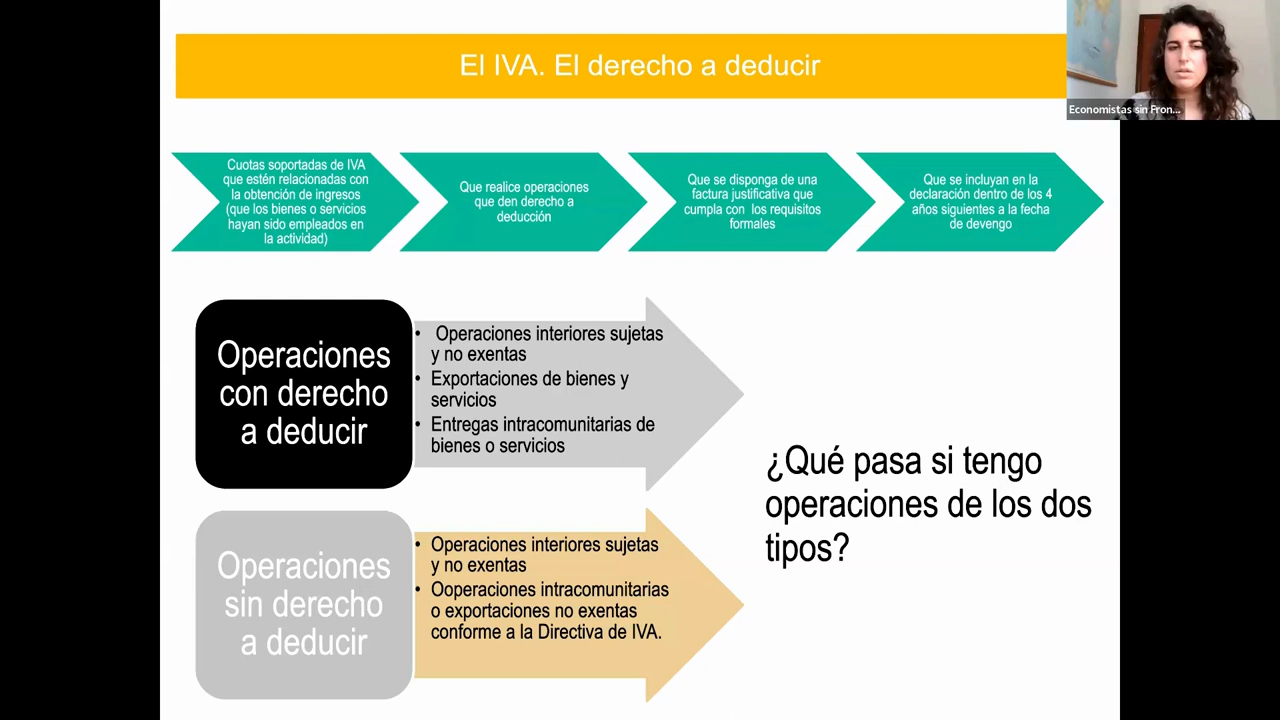 El IVA. El derecho a deducir
Economistas sin Fron...
Cuotas soportadas de IVA
que estén relacionadas con
la obtención de ingresos
(que los bienes o servicios
hayan sido empleados en
la actividad)
Que realice operaciones
que den derecho a
deducción
Que se disponga de una
factura justificativa que
cumpla con los requisitos
formales
Que se incluyan en la
declaración dentro de los 4
años siguientes a la fecha
de devengo
Operaciones
con derecho
a deducir
• Operaciones interiores sujetas
y no exentas
• Exportaciones de bienes y
servicios
• Entregas intracomunitarias de
bienes o servicios
Operaciones
sin derecho
a deducir
• Operaciones interiores sujetas
y no exentas
• Ooperaciones intracomunitarias
o exportaciones no exentas
conforme a la Directiva de IVA.
¿Qué pasa si tengo
operaciones de los dos
tipos?